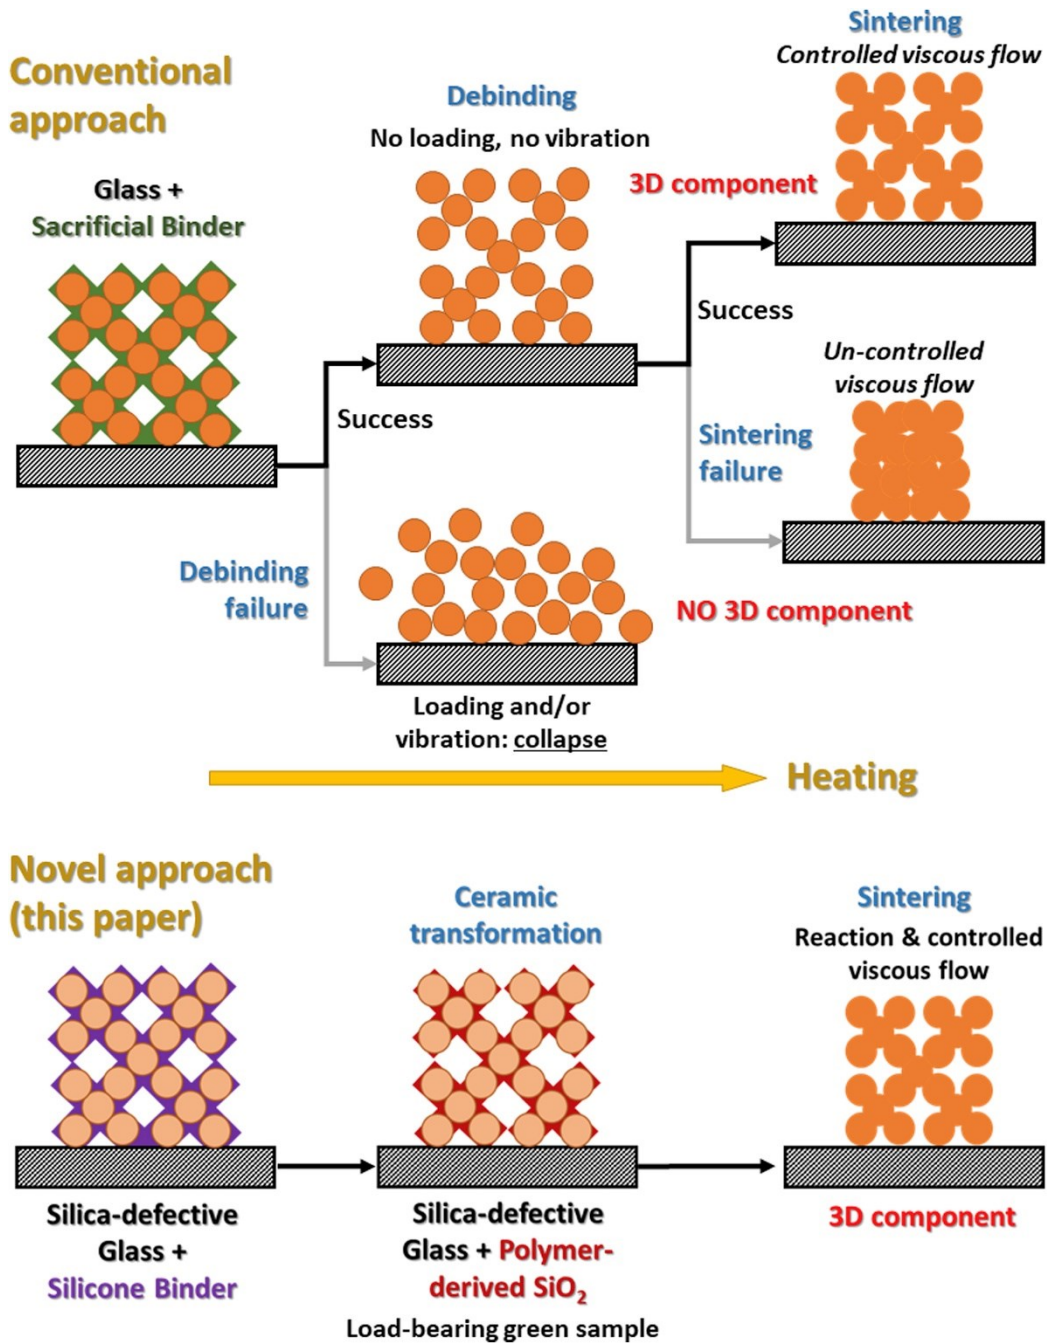 Conventional
approach
Glass +
Sacrificial Binder
Debinding
No loading, no vibration
Success
Debinding
failure
Loading and/or
vibration: collapse
Sintering
Controlled viscous flow
3D component
Success
Un-controlled
viscous flow
Sintering
failure
NO 3D component
Heating
Novel approach
(this paper)
Silica-defective
Glass +
Silicone Binder
Ceramic
transformation
Silica-defective
Glass + Polymer-
derived SiO₂
Load-bearing green sample
Sintering
Reaction & controlled
viscous flow
3D component